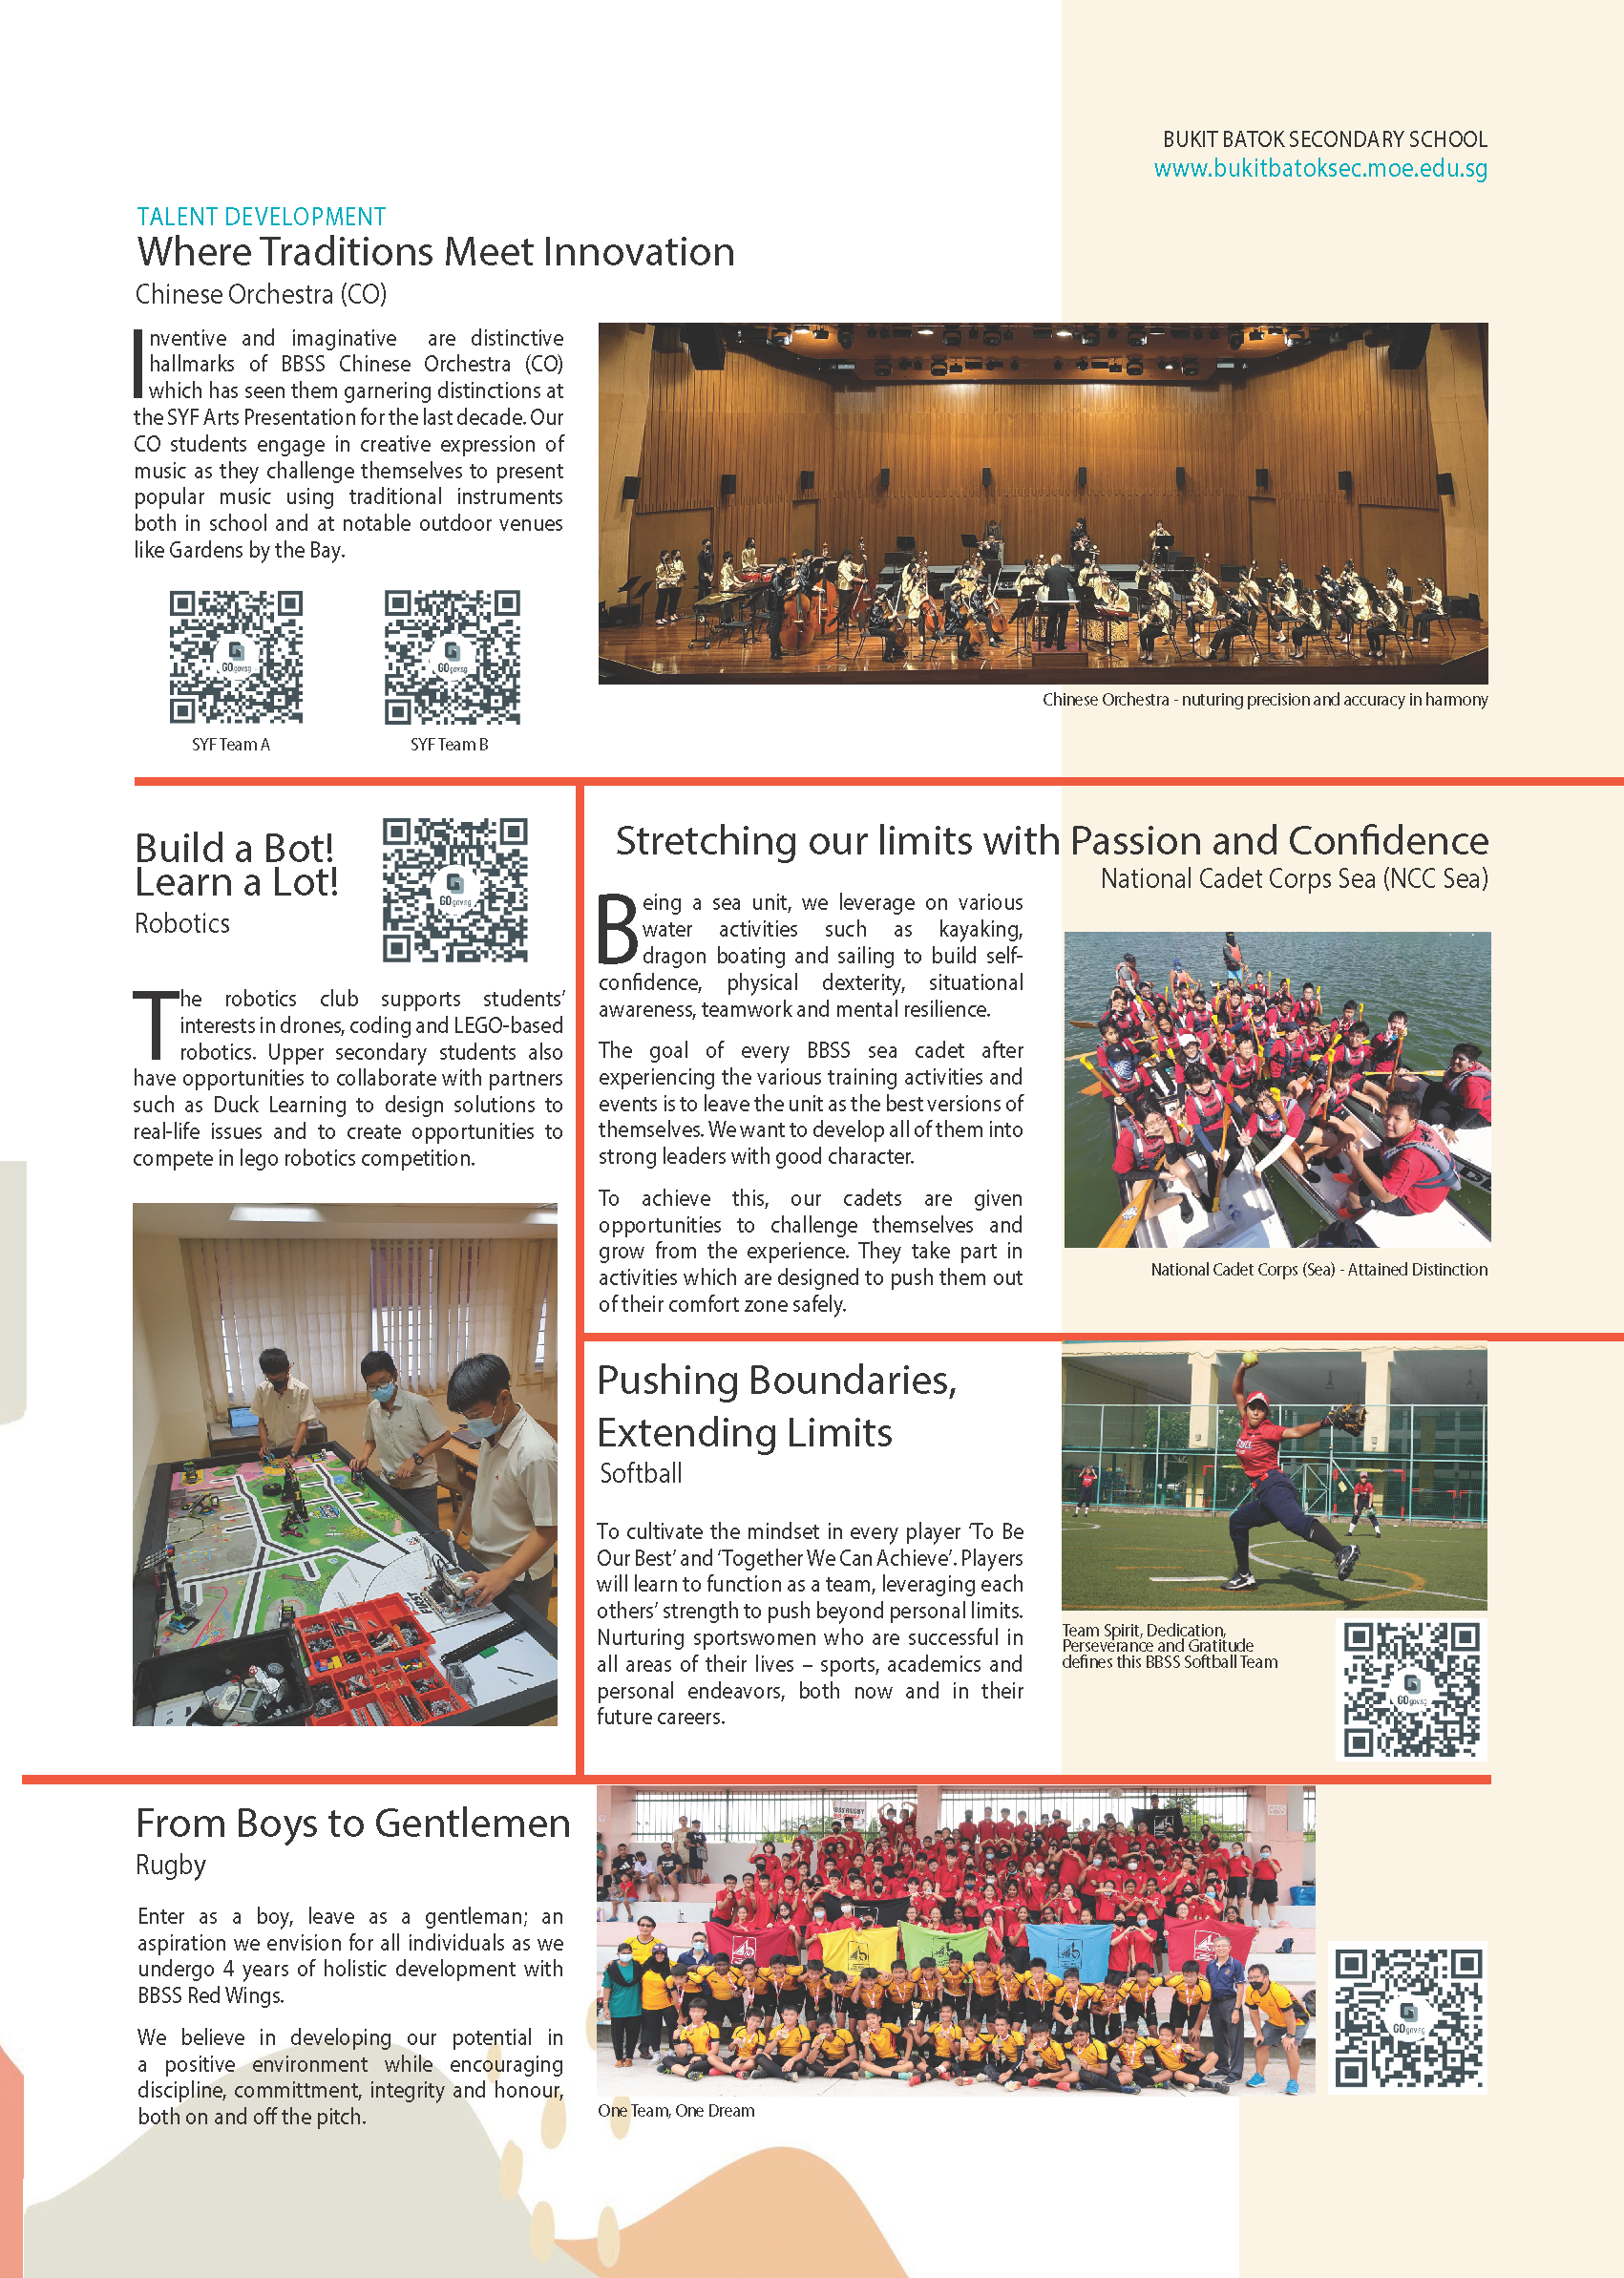 BUKIT BATOK SECONDARY SCHOOL
www.bukitbatoksec.moe.edu.sg
TALENT DEVELOPMENT
Where Traditions Meet Innovation
Chinese Orchestra (CO)
Inventive and imaginative are distinctive
hallmarks of BBSS Chinese Orchestra (CO)
which has seen them garnering distinctions at
the SYF Arts Presentation for the last decade. Our
CO students engage in creative expression of
music as they challenge themselves to present
popular music using traditional instruments
both in school and at notable outdoor venues
like Gardens by the Bay.
GOgov.sg
GOgov.sg
SYF Team A
SYF Team B
Chinese Orchestra - nuturing precision and accuracy in harmony
Build a Bot!
Learn a Lot!
Robotics
GOgov.sg
The robotics club supports students’
interests in drones, coding and LEGO-based
robotics. Upper secondary students also
have opportunities to collaborate with partners
such as Duck Learning to design solutions to
real-life issues and to create opportunities to
compete in lego robotics competition.
FIRST
Stretching our limits with Passion and Confidence
National Cadet Corps Sea (NCC Sea)
Being a sea unit, we leverage on various
water activities such as kayaking,
dragon boating and sailing to build self-
confidence, physical dexterity, situational
awareness, teamwork and mental resilience.
The goal of every BBSS sea cadet after
experiencing the various training activities and
events is to leave the unit as the best versions of
themselves. We want to develop all of them into
strong leaders with good character.
To achieve this, our cadets are given
opportunities to challenge themselves and
grow from the experience. They take part in
activities which are designed to push them out
of their comfort zone safely.
National Cadet Corps (Sea) - Attained Distinction
Pushing Boundaries,
Extending Limits
Softball
To cultivate the mindset in every player ‘To Be
Our Best’ and ‘Together We Can Achieve’. Players
will learn to function as a team, leveraging each
others’ strength to push beyond personal limits.
Nurturing sportswomen who are successful in
all areas of their lives – sports, academics and
personal endeavors, both now and in their
future careers.
Team Spirit, Dedication,
Perseverance and Gratitude
defines this BBSS Softball Team
GOgov.sg
From Boys to Gentlemen
Rugby
Enter as a boy, leave as a gentleman; an
aspiration we envision for all individuals as we
undergo 4 years of holistic development with
BBSS Red Wings.
We believe in developing our potential in
a positive environment while encouraging
discipline, committment, integrity and honour,
both on and off the pitch.
One Team, One Dream
GOgov.sg